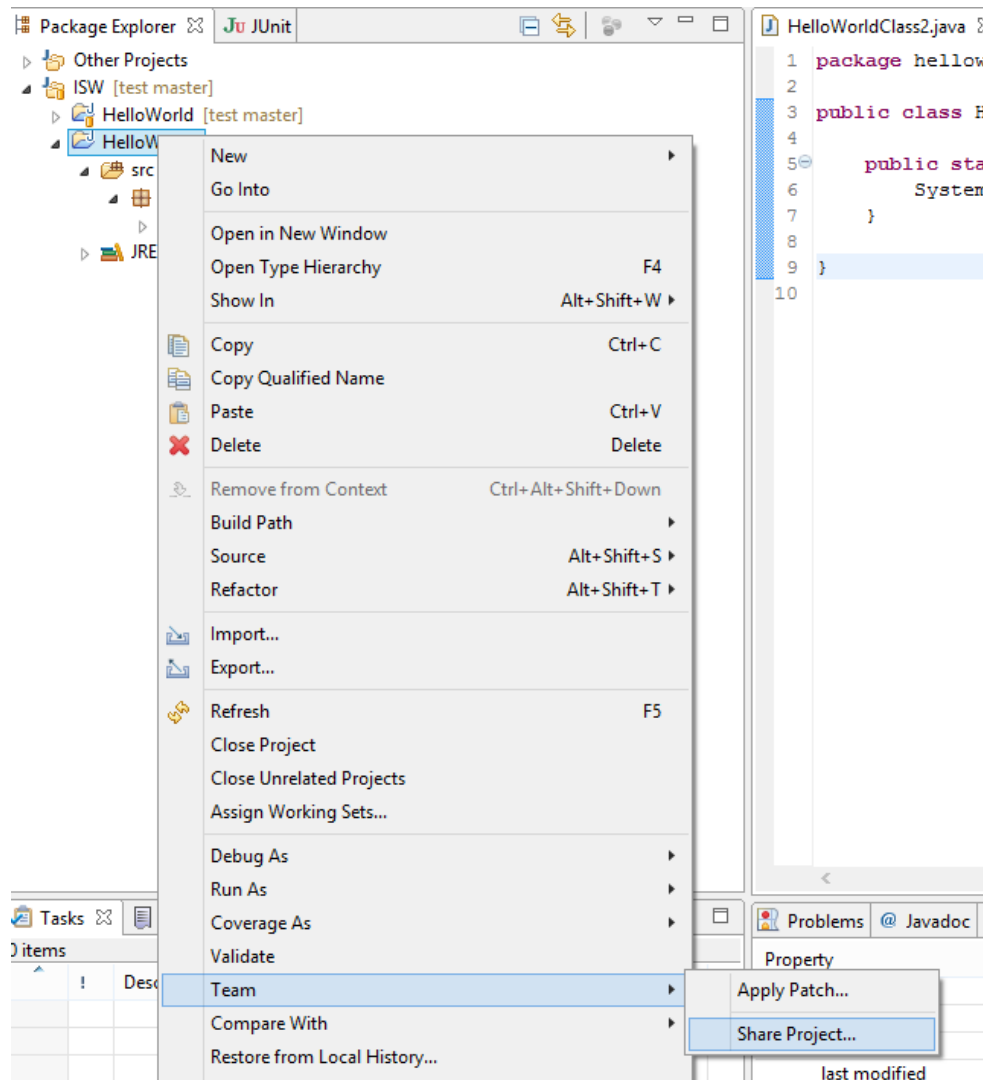 Package Explorer JUnit
Other Projects
ISW [test master]
HelloWorld [test master]
src
JRE
New
Go Into
Open in New Window
Open Type Hierarchy F4
Show In Alt+Shift+W
Copy Ctrl+C
Copy Qualified Name
Paste Ctrl+V
Delete Delete
Remove from Context Ctrl+Alt+Shift+Down
Build Path
Source Alt+Shift+S
Refactor Alt+Shift+T
Import...
Export...
Refresh F5
Close Project
Close Unrelated Projects
Assign Working Sets...
Debug As
Run As
Coverage As
Validate
Team
Compare With
Restore from Local History...
Apply Patch...
Share Project...
HelloWorldClass2.java
1 package
2
3 public class
4
5 public
6
7 }
8
9 }
10
Tasks
items
!
Problems @ Javadoc
Property
last modified